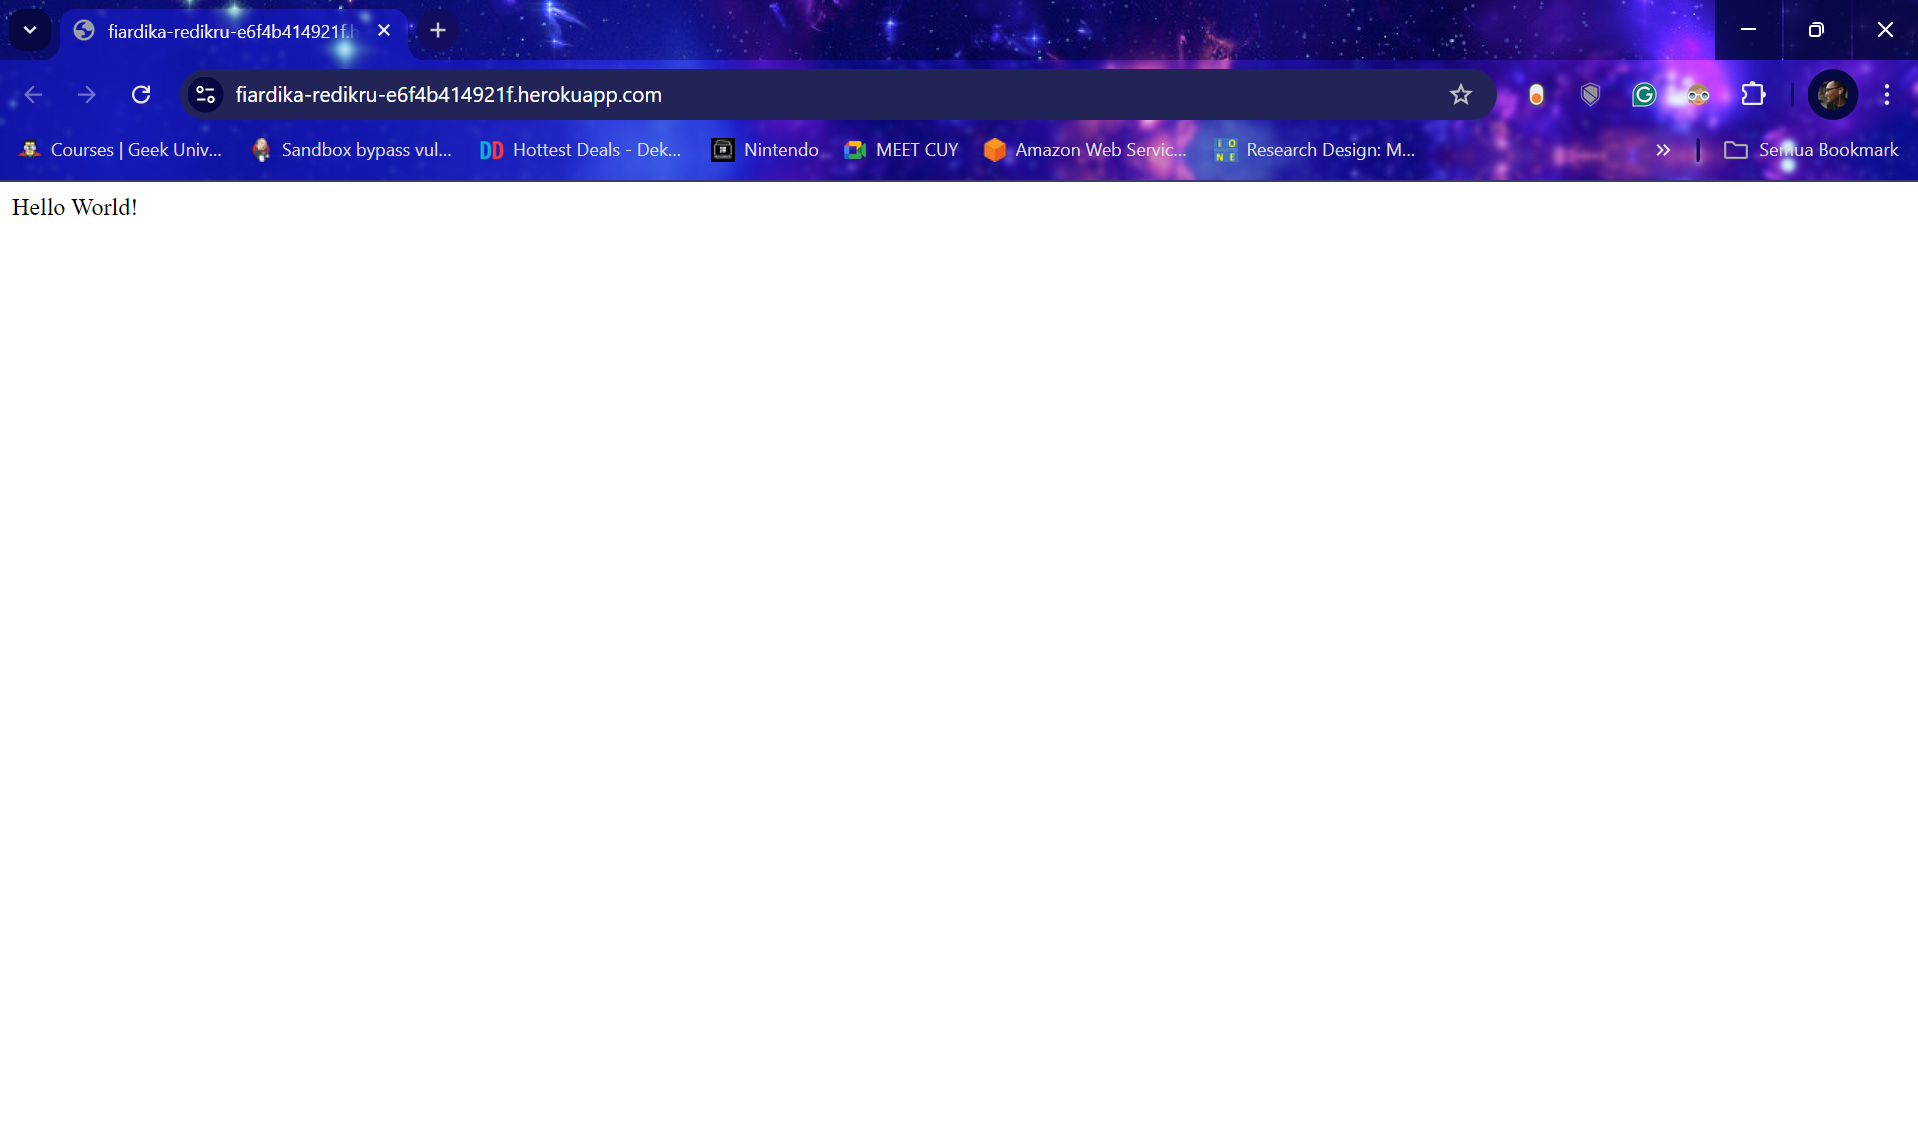 fiardika-redikru-e6f4b414921f.h
fiardika-redikru-e6f4b414921f.herokuapp.com
Courses | Geek Univ... Sandbox bypass vul... DD Hottest Deals - Dek... Nintendo MEET CUY Amazon Web Servic... Research Design: M... Semua Bookmark
Hello World!